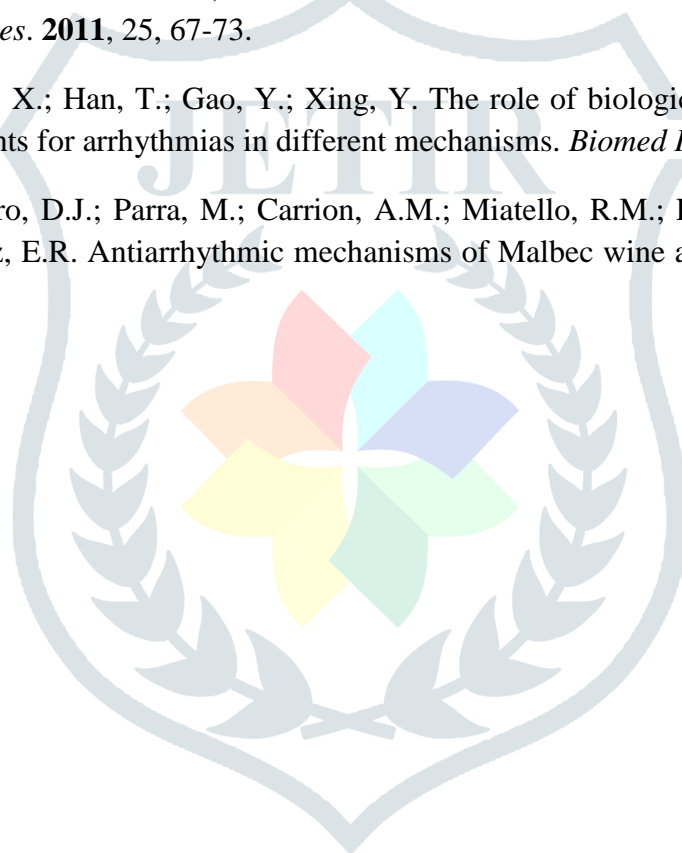 es. 2011, 25, 67-73.
X.; Han, T.; Gao, Y.; Xing, Y. The role of biologic
nts for arrhythmias in different mechanisms. Biomed
ro, D.J.; Parra, M.; Carrion, A.M.; Miatello, R.M.;
z, E.R. Antiarrhythmic mechanisms of Malbec wine a
JETIR